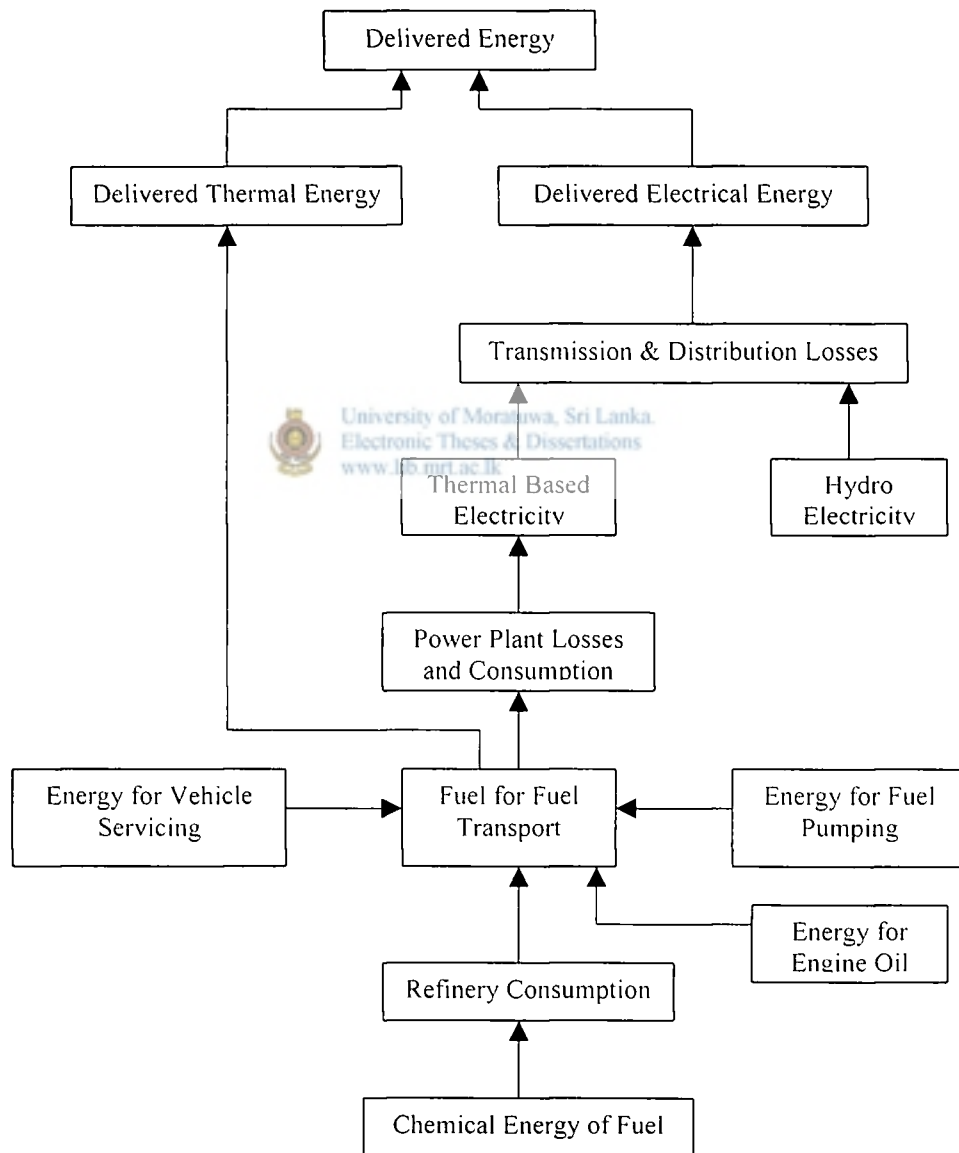 Delivered Energy
Delivered Thermal Energy
Delivered Electrical Energy
Transmission & Distribution Losses
University of Moratuwa, Sri Lanka.
Electronic Theses & Dissertations
www.lib.mrt.ac.lk
Thermal Based
Electricity
Hydro
Electricity
Power Plant Losses
and Consumption
Energy for Vehicle
Servicing
Fuel for Fuel
Transport
Energy for Fuel
Pumping
Energy for
Engine Oil
Refinery Consumption
Chemical Energy of Fuel